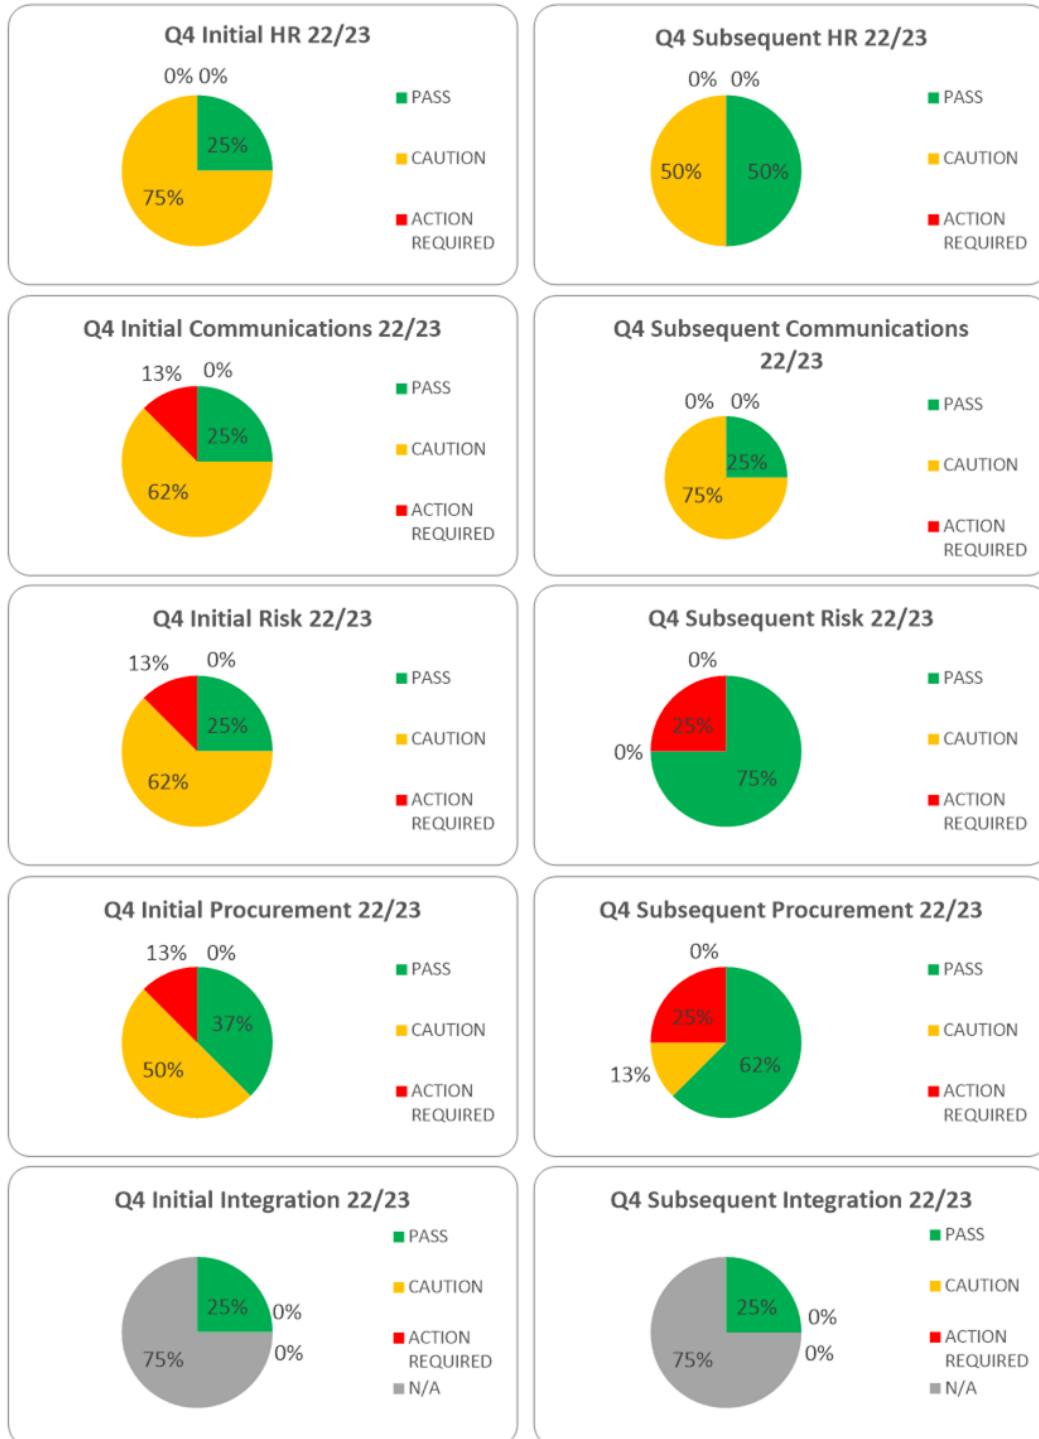 Q4 Initial HR 22/23
0% 0%
25%
75%
PASS
CAUTION
ACTION
REQUIRED
Q4 Subsequent HR 22/23
0% 0%
50% 50%
PASS
CAUTION
ACTION
REQUIRED
Q4 Initial Communications 22/23
13% 0%
25%
62%
PASS
CAUTION
ACTION
REQUIRED
Q4 Subsequent Communications
22/23
0% 0%
25%
75%
PASS
CAUTION
ACTION
REQUIRED
Q4 Initial Risk 22/23
13% 0%
25%
62%
PASS
CAUTION
ACTION
REQUIRED
Q4 Subsequent Risk 22/23
0%
25%
0%
75%
PASS
CAUTION
ACTION
REQUIRED
Q4 Initial Procurement 22/23
13% 0%
37%
50%
PASS
CAUTION
ACTION
REQUIRED
Q4 Subsequent Procurement 22/23
0%
25%
62%
13%
PASS
CAUTION
ACTION
REQUIRED
Q4 Initial Integration 22/23
25% 0%
75% 0%
PASS
CAUTION
ACTION
REQUIRED
N/A
Q4 Subsequent Integration 22/23
25% 0%
75% 0%
PASS
CAUTION
ACTION
REQUIRED
N/A